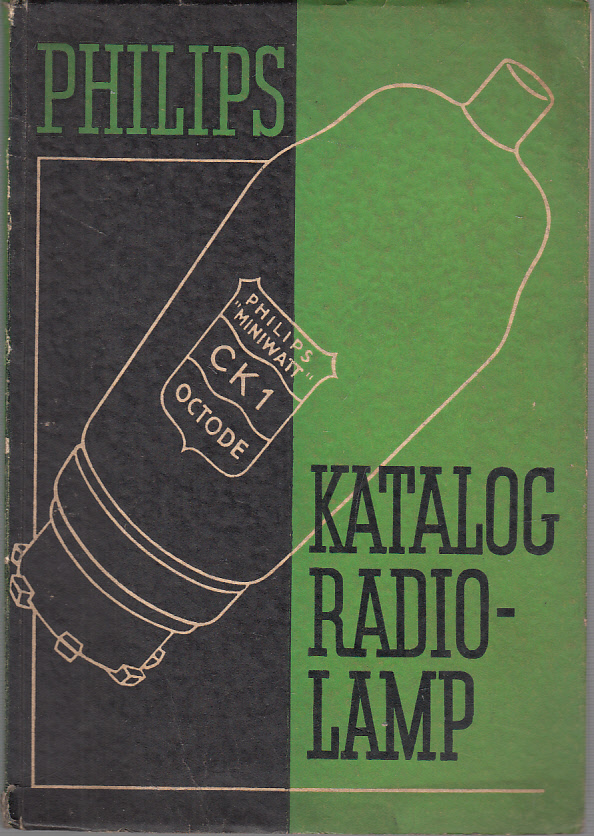 PHILIPS
PHILIPS
"MINIWATT"
CK1
OCTODE
KATALOG
RADIO-
LAMP